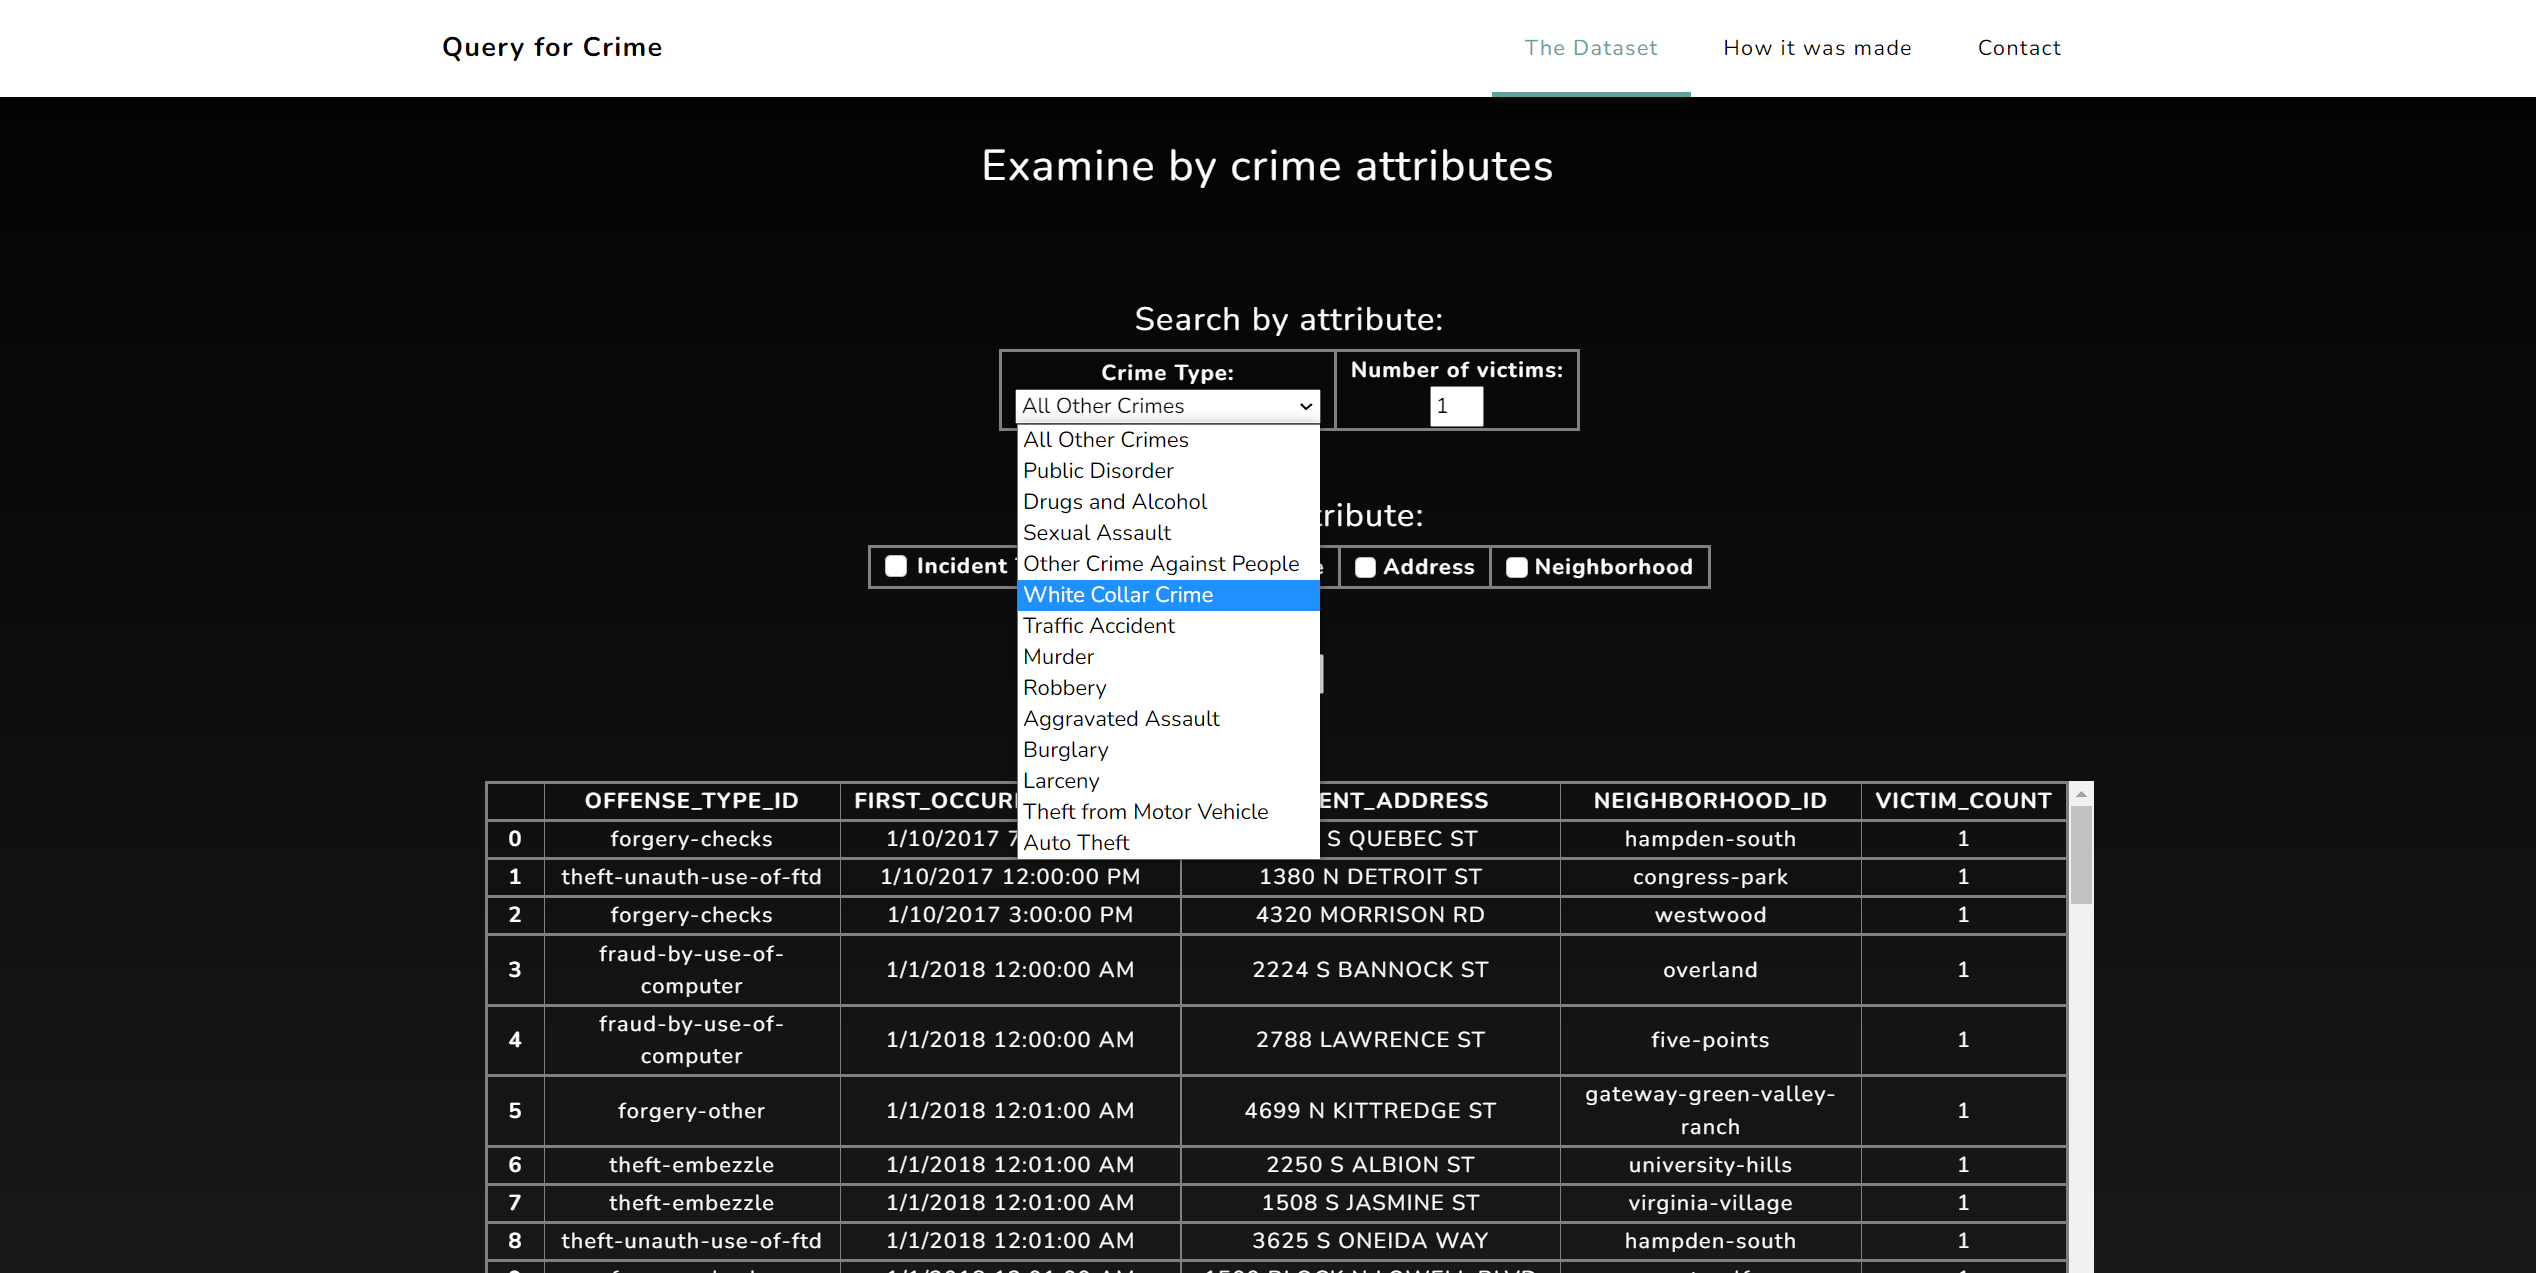 Query for Crime
The Dataset
How it was made
Contact
Examine by crime attributes
Search by attribute:
Crime Type:
Number of victims:
All Other Crimes
1
All Other Crimes
Public Disorder
Drugs and Alcohol
Sexual Assault
Other Crime Against People
White Collar Crime
Traffic Accident
Murder
Robbery
Aggravated Assault
Burglary
Larceny
Theft from Motor Vehicle
Auto Theft
Incident
Address
Neighborhood
OFFENSE_TYPE_ID NEIGHBORHOOD_ID VICTIM_COUNT
0 forgery-checks 1/10/2017 S QUEBEC ST hampden-south 1
1 theft-unauth-use-of-ftd 1/10/2017 12:00:00 PM 1380 N DETROIT ST congress-park 1
2 forgery-checks 1/10/2017 3:00:00 PM 4320 MORRISON RD westwood 1
3 fraud-by-use-of-computer 1/1/2018 12:00:00 AM 2224 S BANNOCK ST overland 1
4 fraud-by-use-of-computer 1/1/2018 12:00:00 AM 2788 LAWRENCE ST five-points 1
5 forgery-other 1/1/2018 12:01:00 AM 4699 N KITTREDGE ST gateway-green-valley-ranch 1
6 theft-embezzle 1/1/2018 12:01:00 AM 2250 S ALBION ST university-hills 1
7 theft-embezzle 1/1/2018 12:01:00 AM 1508 S JASMINE ST virginia-village 1
8 theft-unauth-use-of-ftd 1/1/2018 12:01:00 AM 3625 S ONEIDA WAY hampden-south 1